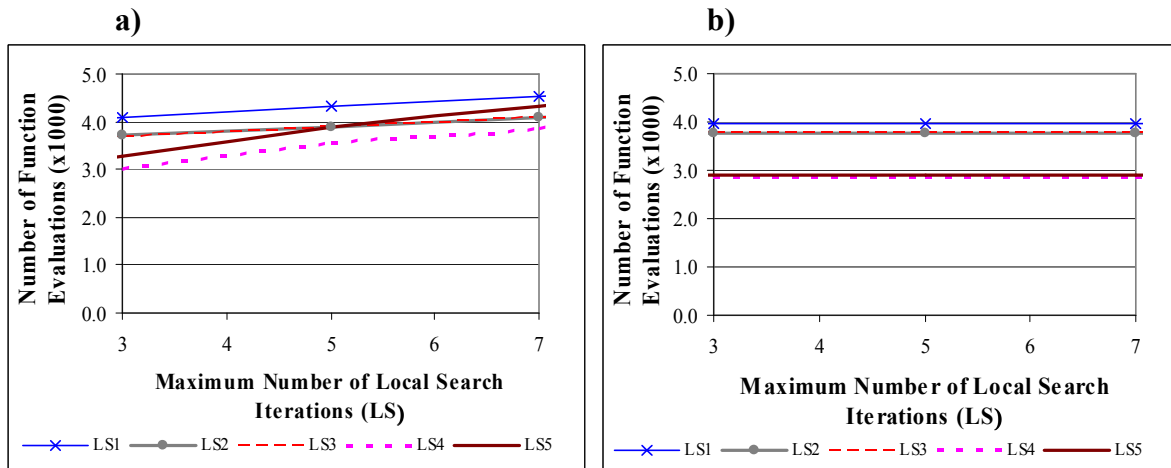 a)
Number of Function
Evaluations (x1000)
5.0
4.0
3.0
2.0
1.0
0.0
3 4 5 6 7
Maximum Number of Local Search
Iterations (LS)
LS1 LS2 LS3 LS4 LS5
b)
Number of Function
Evaluations (x1000)
5.0
4.0
3.0
2.0
1.0
0.0
3 4 5 6 7
Maximum Number of Local Search
Iterations (LS)
LS1 LS2 LS3 LS4 LS5